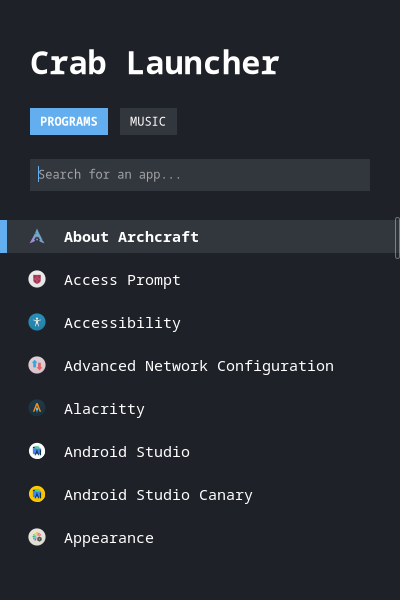 Crab Launcher
PROGRAMS MUSIC
Search for an app...
About Archcraft
Access Prompt
Accessibility
Advanced Network Configuration
Alacritty
Android Studio
Android Studio Canary
Appearance